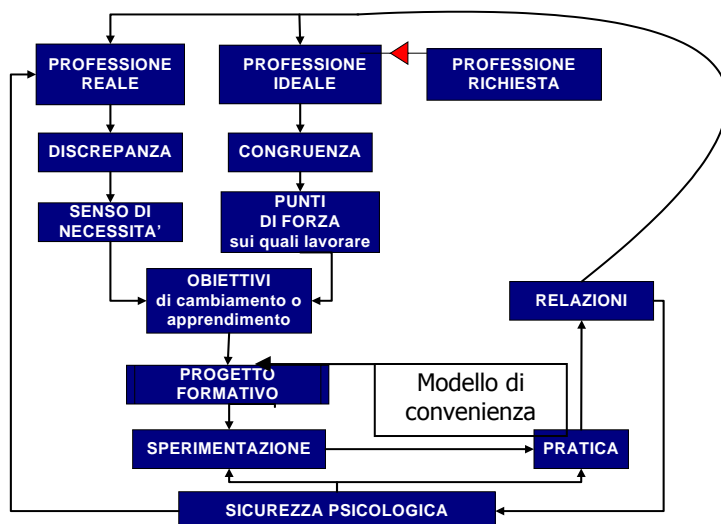 PROFESSIONE
REALE
PROFESSIONE
IDEALE
PROFESSIONE
RICHIESTA
DISCREPANZA
CONGRUENZA
SENSO DI
NECESSITA’
PUNTI
DI FORZA
sui quali lavorare
OBIETTIVI
di cambiamento o
apprendimento
RELAZIONI
PROGETTO
FORMATIVO
Modello di
convenienza
SPERIMENTAZIONE
PRATICA
SICUREZZA PSICOLOGICA